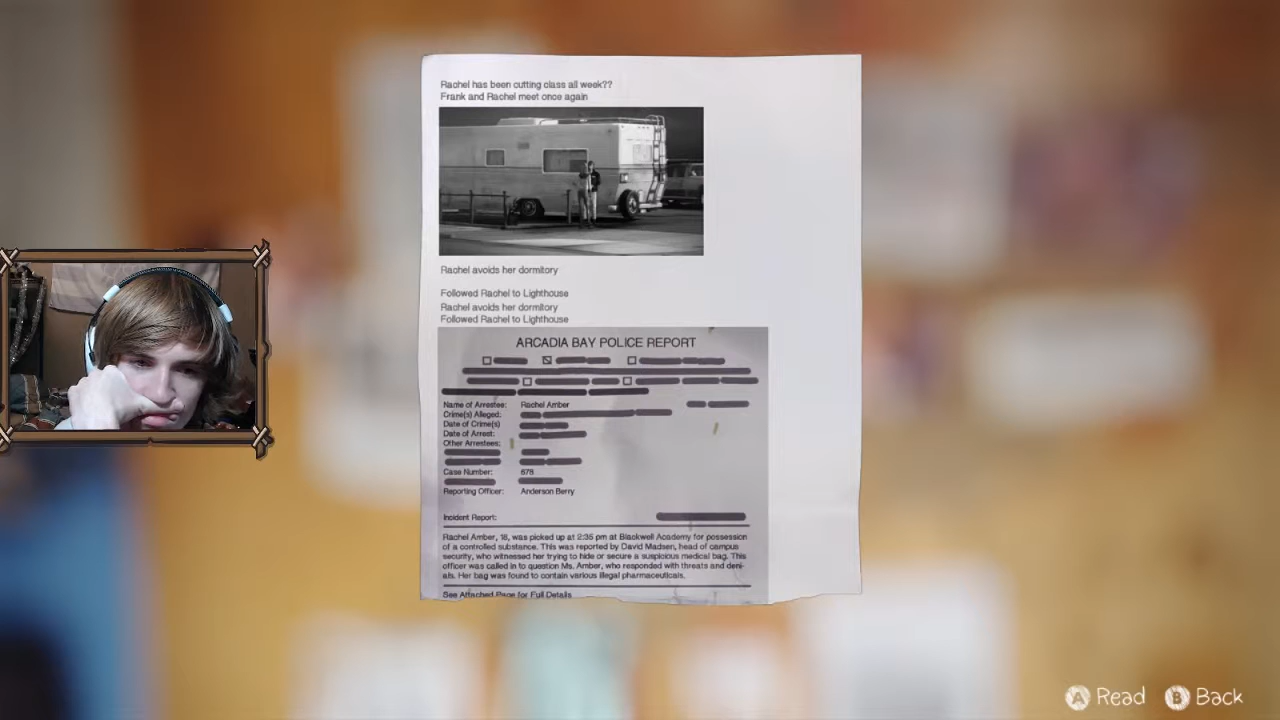 Rachel has been cutting class all week??
Frank and Rachel meet once again
Rachel avoids her dormitory
Followed Rachel to Lighthouse
Rachel avoids her dormitory
Followed Rachel to Lighthouse
ARCADIA BAY POLICE REPORT
Name of Arrestee: Rachel Amber
Crime(s) Alleged:
Date of Crime(s)
Date of Arrest:
Other Arrestees:
Case Number: 678
Reporting Officer: Anderson Berry
Incident Report:
Rachel Amber, 18, was picked up at 2:35 pm at Blackwell Academy for possession
of a controlled substance. This was reported by David Madsen, head of campus
security, who witnessed her trying to hide or secure a suspicious medical bag. This
officer was called in to question Ms. Amber, who responded with threats and deni-
als. Her bag was found to contain various illegal pharmaceuticals.
See Attached Page for Full Details
A Read B Back